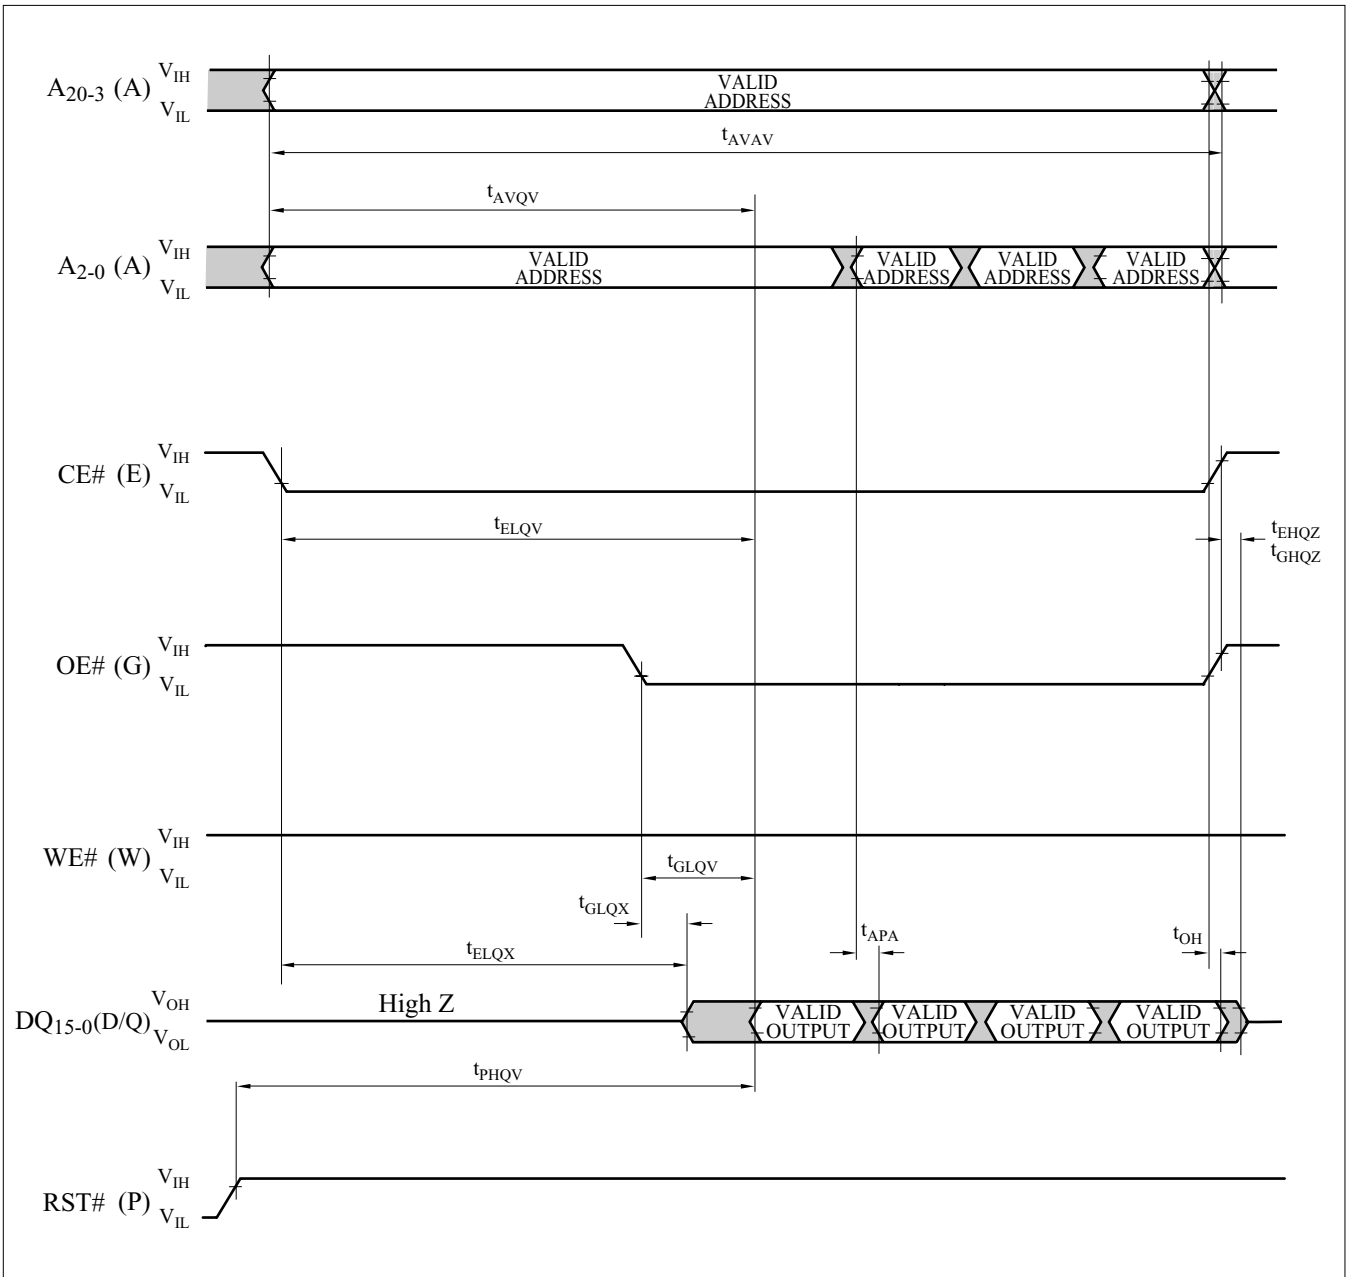 A20-3 (A) VIH
VIL
VALID
ADDRESS
tAVAV
tAVQV
A2-0 (A) VIH
VIL
VALID
ADDRESS
VALID
ADDRESS
VALID
ADDRESS
VALID
ADDRESS
CE# (E) VIH
VIL
tELQV
tEHQZ
tGHQZ
OE# (G) VIH
VIL
WE# (W) VIH
VIL
tGLQV
tGLQX
tELQX
tAPA
tOH
DQ15-0(D/Q) VOH
VOL
High Z
VALID
OUTPUT
VALID
OUTPUT
VALID
OUTPUT
VALID
OUTPUT
tPHQV
RST# (P) VIH
VIL